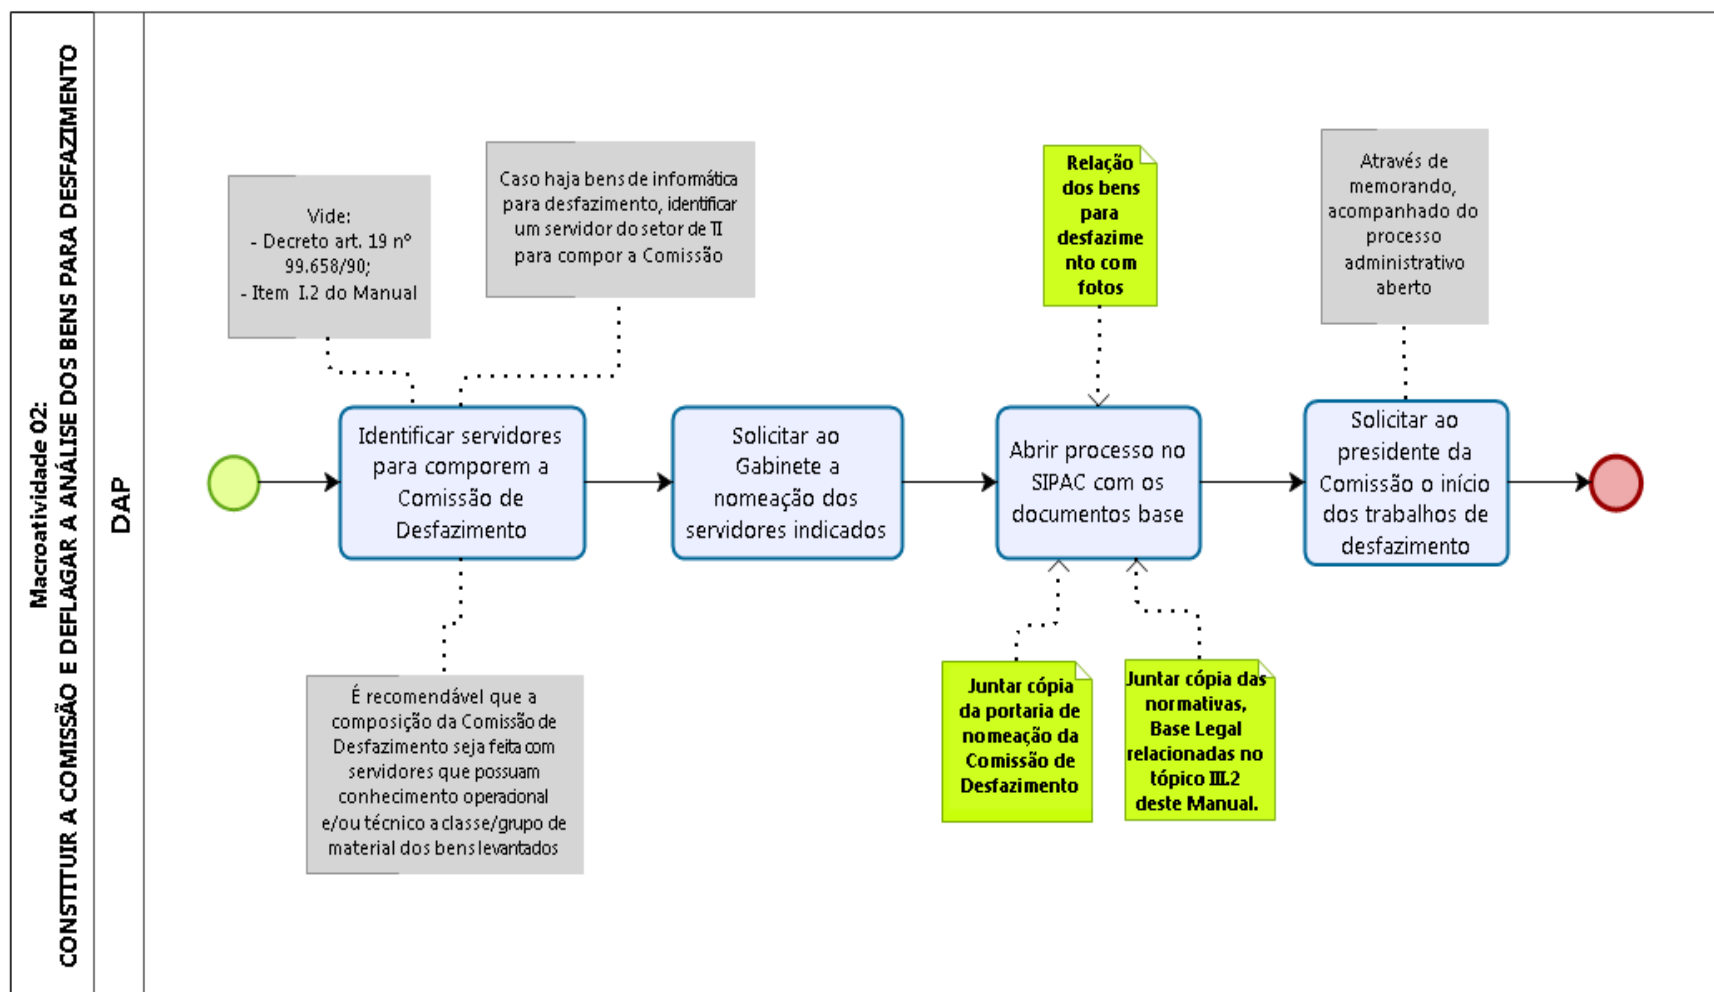 Macroatividade 02:
CONSTITUIR A COMISSÃO E DEFLAGAR A ANÁLISE DOS BENS PARA DESFAZIMENTO
DAP
Vide:
- Decreto art. 19 nº
99.658/90;
- Item I.2 do Manual
Caso haja bens de informática
para desfazimento, identificar
um servidor do setor de TI
para compor a Comissão
Relação
dos bens
para
desfazime
nto com
fotos
Através de
memorando,
acompanhado do
processo
administrativo
aberto
Identificar servidores
para comporem a
Comissão de
Desfazimento
Solicitar ao
Gabinete a
nomeação dos
servidores indicados
Abrir processo no
SIPAC com os
documentos base
Solicitar ao
presidente da
Comissão o início
dos trabalhos de
desfazimento
É recomendável que a
composição da Comissão de
Desfazimento seja feita com
servidores que possuam
conhecimento operacional
e/ou técnico a classe/grupo de
material dos bens levantados
Juntar cópia
da portaria de
nomeação da
Comissão de
Desfazimento
Juntar cópia das
normativas,
Base Legal
relacionadas no
tópico III.2
deste Manual.